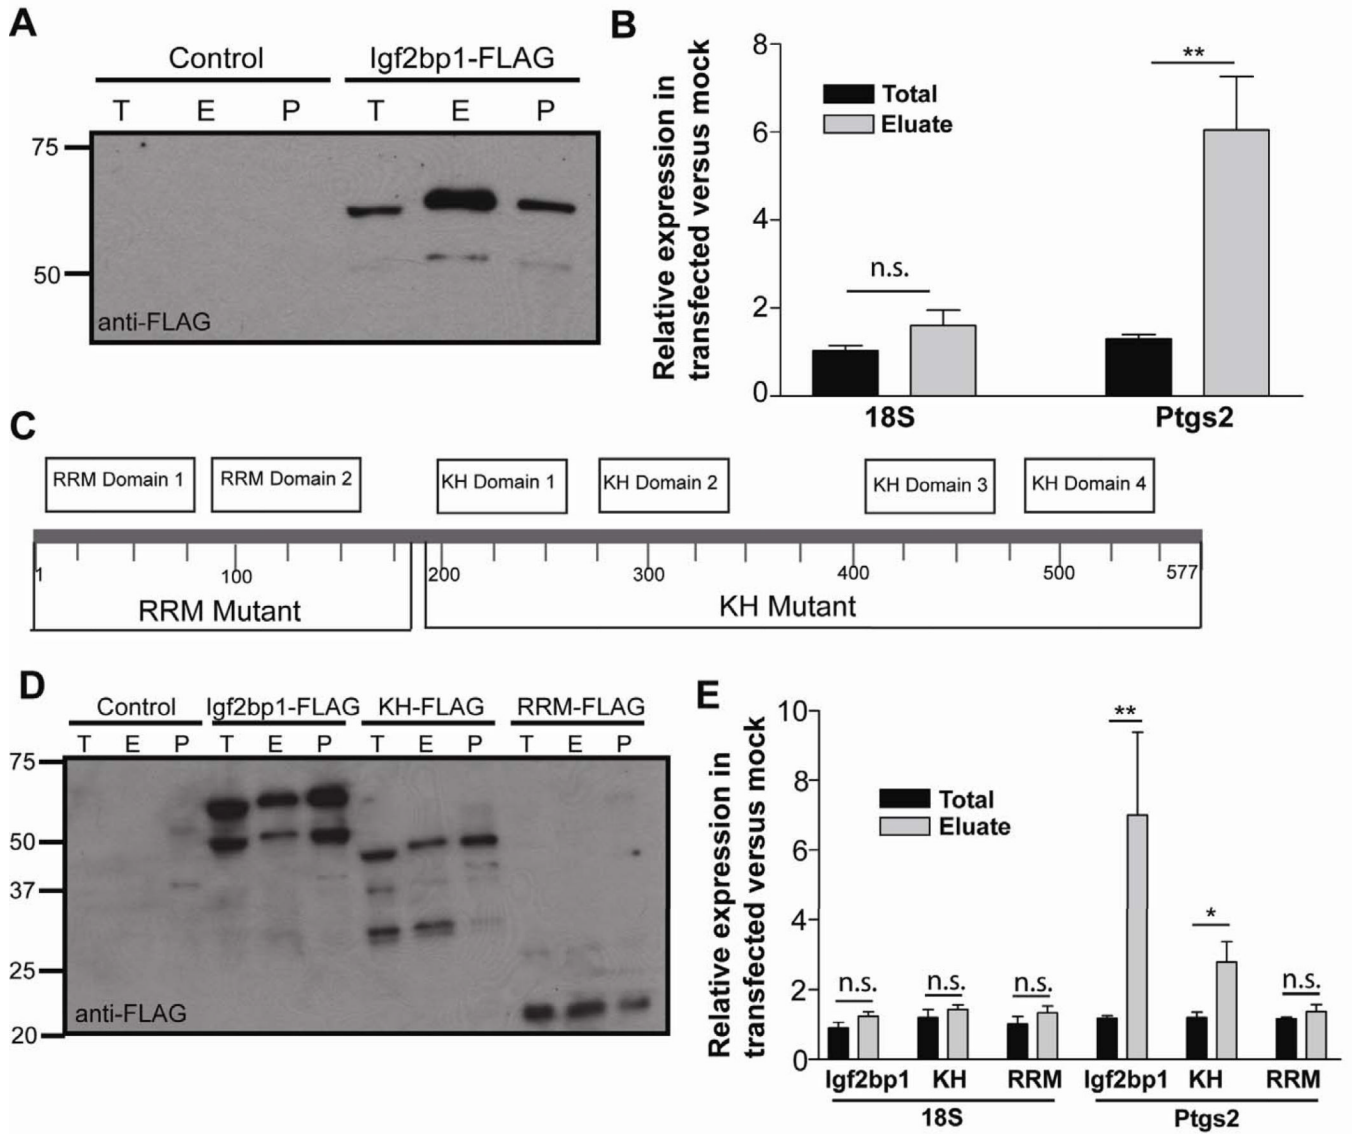 A
Control Igf2bp1-FLAG
T E P T E P
75
50
anti-FLAG
B
Relative expression in
transfected versus mock
8
6
4
2
0
Total
Eluate
n.s.
**
18S Ptgs2
C
RRM Domain 1 RRM Domain 2 KH Domain 1 KH Domain 2 KH Domain 3 KH Domain 4
1 100 200 300 400 500 577
RRM Mutant KH Mutant
D
Control Igf2bp1-FLAG KH-FLAG RRM-FLAG
T E P T E P T E P T E P
75
50
37
25
20
anti-FLAG
E
Relative expression in
transfected versus mock
10
8
6
4
2
0
Total
Eluate
n.s. n.s. n.s. ** * n.s.
Igf2bp1 KH RRM Igf2bp1 KH RRM
18S Ptgs2